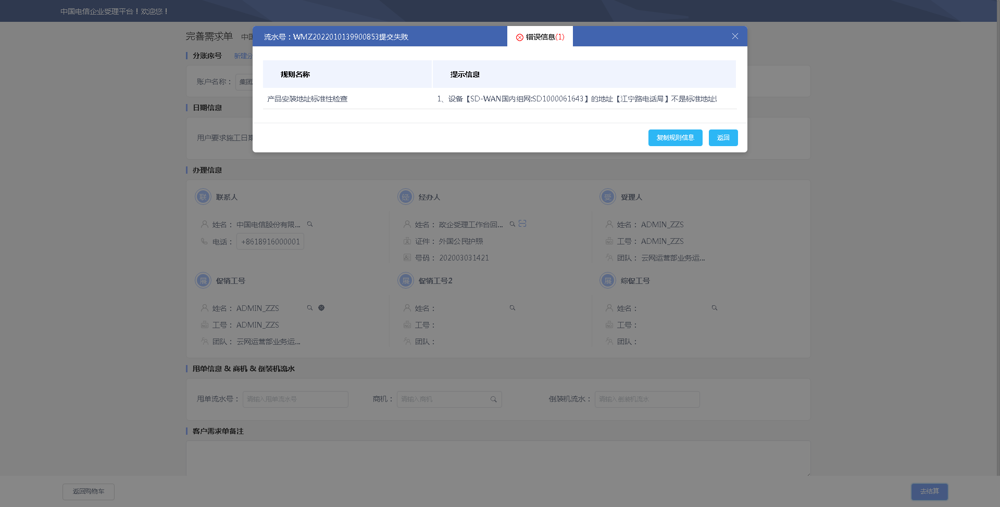 中国电信企业受理平台！欢迎您！
完善需求单 中国
流水号：WMZ2022010139900853提交失败
错误信息(1)
规则名称 提示信息
产品安装地址标准性检查 1、设备【SD-WAN国内组网:SD1000061643】的地址【江宁路电话局】不是标准地址!
复制规则信息 返回
分账序号 新建分
账户名称： 集团
日期信息
用户要求施工日期
办理信息
联 联系人
姓名： 中国电信股份有限...
电话： +8618916000001
经 经办人
姓名： 政企受理工作台回...
证件： 外国公民护照
号码： 202003031421
受 受理人
姓名： ADMIN_ZZS
工号： ADMIN_ZZS
团队： 云网运营部业务运...
展 促销工号
姓名： ADMIN_ZZS
工号： ADMIN_ZZS
团队： 云网运营部业务运...
展 促销工号2
姓名：
工号：
团队：
展 综促工号
姓名：
工号：
团队：
甩单信息 & 商机 & 倒装机流水
甩单流水号： 请输入甩单流水号 商机： 请输入商机 倒装机流水： 请输入倒装机流水
客户需求单备注
返回购物车 去结算